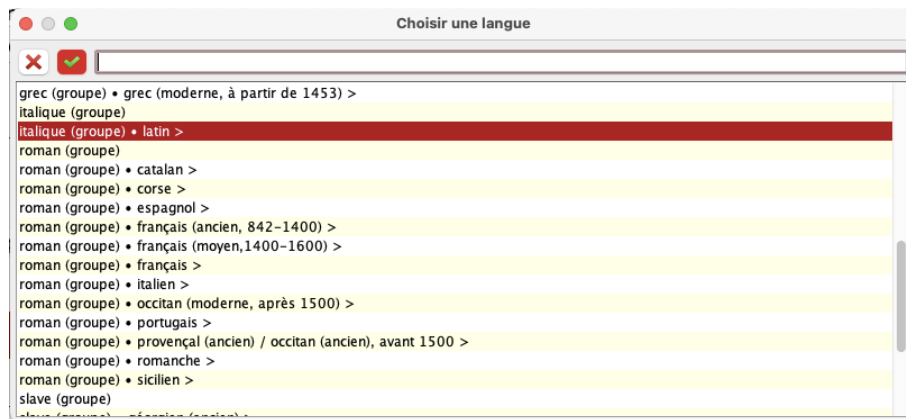 Choisir une langue
grec (groupe) • grec (moderne, à partir de 1453) >
italique (groupe)
italique (groupe) • latin >
roman (groupe)
roman (groupe) • catalan >
roman (groupe) • corse >
roman (groupe) • espagnol >
roman (groupe) • français (ancien, 842-1400) >
roman (groupe) • français (moyen,1400-1600) >
roman (groupe) • français >
roman (groupe) • italien >
roman (groupe) • occitan (moderne, après 1500) >
roman (groupe) • portugais >
roman (groupe) • provençal (ancien) / occitan (ancien), avant 1500 >
roman (groupe) • romanche >
roman (groupe) • sicilien >
slave (groupe)